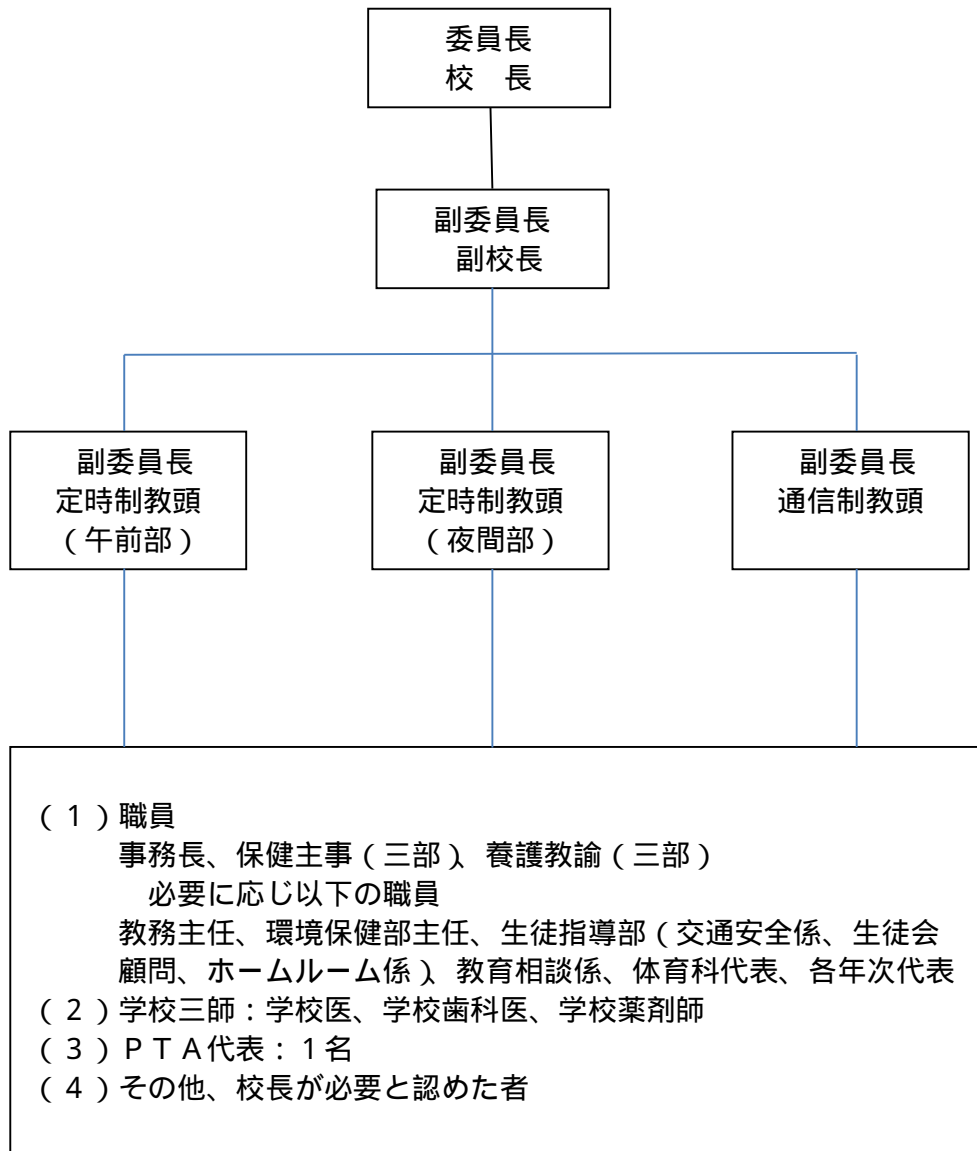 委員長
校　長
副委員長
副校長
副委員長
定時制教頭
（午前部）
副委員長
定時制教頭
（夜間部）
副委員長
通信制教頭
（１）職員
事務長、保健主事（三部）、養護教諭（三部）
必要に応じ以下の職員
教務主任、環境保健部主任、生徒指導部（交通安全係、生徒会
顧問、ホームルーム係）、教育相談係、体育科代表、各年次代表
（２）学校三師：学校医、学校歯科医、学校薬剤師
（３）ＰＴＡ代表：１名
（４）その他、校長が必要と認めた者